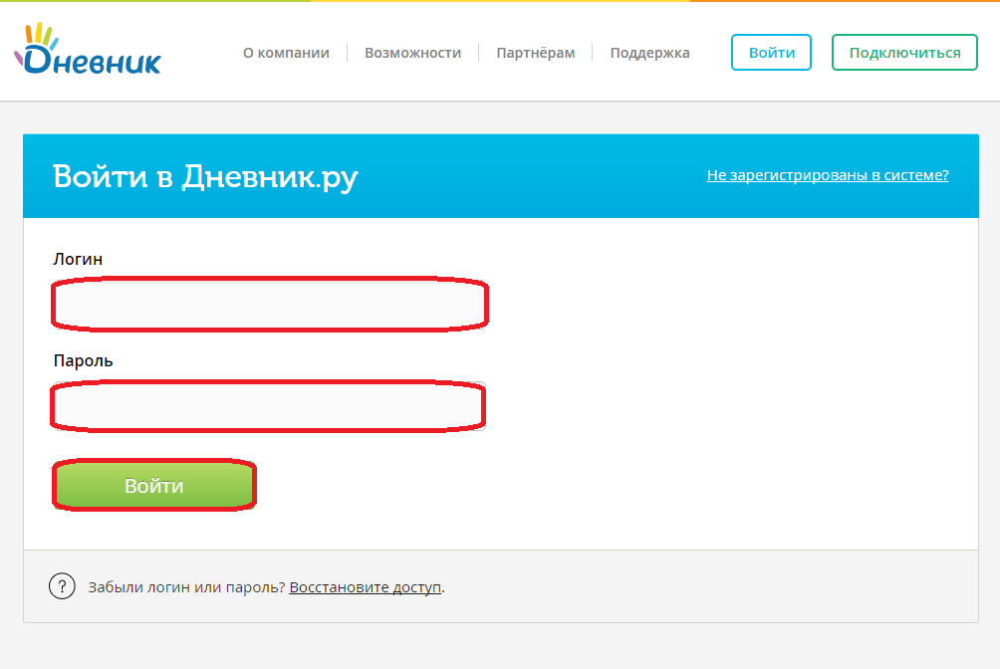 Дневник
О компании
Возможности
Партнёрам
Поддержка
Войти
Подключиться
Войти в Дневник.ру
Не зарегистрированы в системе?
Логин
Пароль
Войти
? Забыли логин или пароль? Восстановите доступ.